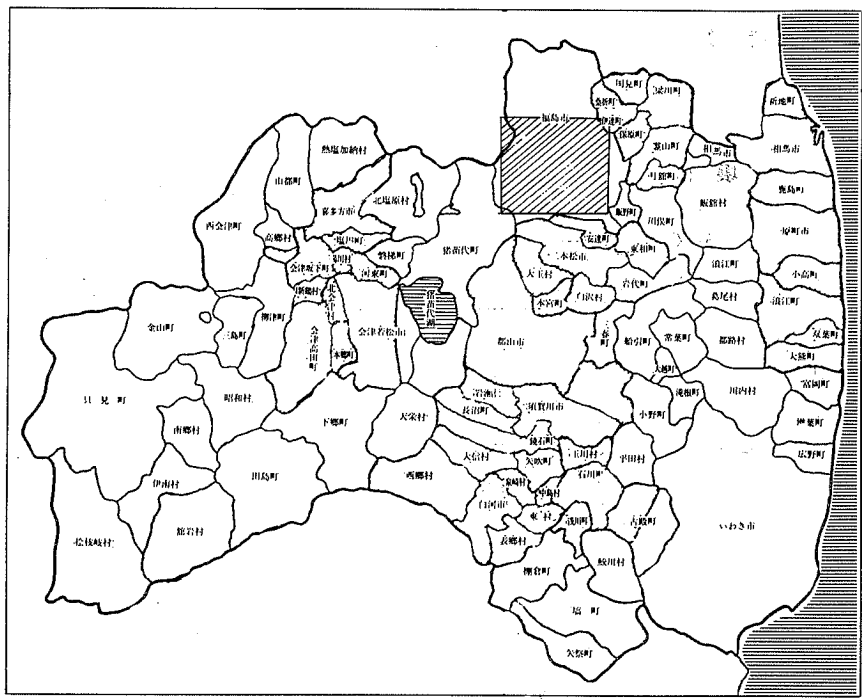 国見町
梁川町
桑折町
伊達町
福島市
保原町
新地町
霊山町
相馬市
相馬市
月舘町
鹿島町
飯舘村
原町市
飯野町
川俣町
熱塩加納村
山都町
北塩原村
喜多方市
西会津町
高郷村
塩川町
磐梯町
猪苗代町
会津坂下町
河東町
猪苗代湖
安達町
二本松市
東和町
大玉村
本宮町
白沢村
岩代町
浪江町
小高町
葛尾村
浪江町
双葉町
大熊町
金山町
三島町
柳津町
新鶴村
北会津村
会津高田町
本郷町
会津若松市
郡山市
三春町
船引町
常葉町
都路村
大越町
滝根町
川内村
富岡町
楢葉町
広野町
只見町
昭和村
南郷村
下郷町
天栄村
岩瀬村
長沼町
須賀川市
小野町
伊南村
田島町
舘岩村
桧枝岐村
西郷村
大信村
鏡石町
矢吹町
玉川村
石川町
平田村
泉崎村
中島村
白河市
東村
浅川町
古殿町
いわき市
表郷村
棚倉町
鮫川村
塙町
矢祭町